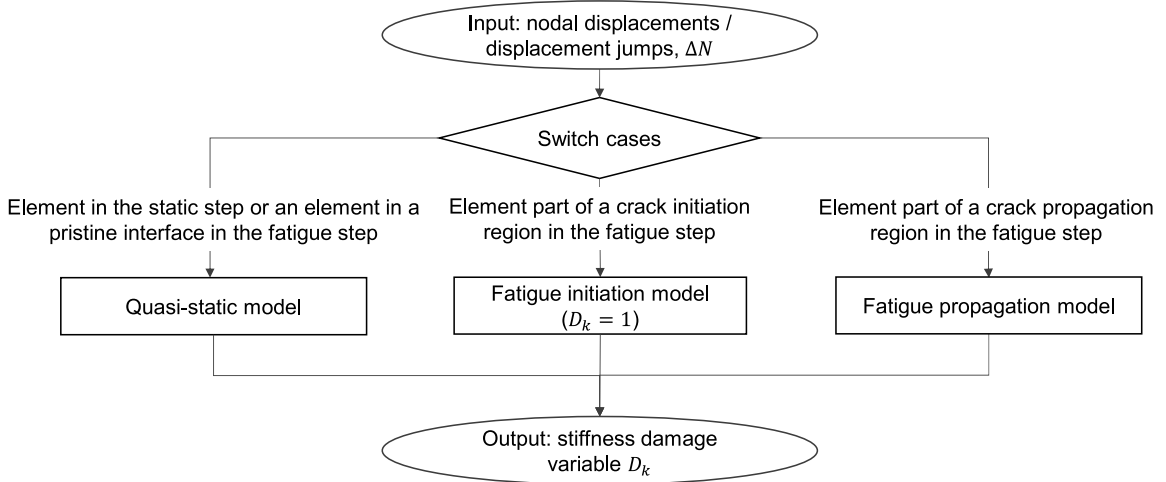 Input: nodal displacements /
displacement jumps, Δ𝑁
Switch cases
Element in the static step or an element in a
pristine interface in the fatigue step
Element part of a crack initiation
region in the fatigue step
Element part of a crack propagation
region in the fatigue step
Quasi-static model
Fatigue initiation model
(𝐷ₖ = 1)
Fatigue propagation model
Output: stiffness damage
variable 𝐷ₖ